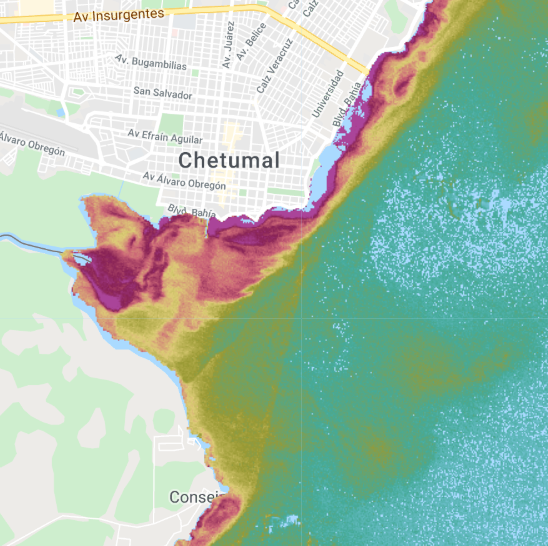 Av Insurgentes
Av. Juárez
Av. Belice
Calz Veracruz
Av. Bugambilias
San Salvador
Universidad
Blvd. Bahía
Av Efraín Aguilar
Álvaro Obregón
Chetumal
Av Álvaro Obregón
Blvd. Bahía
Consej